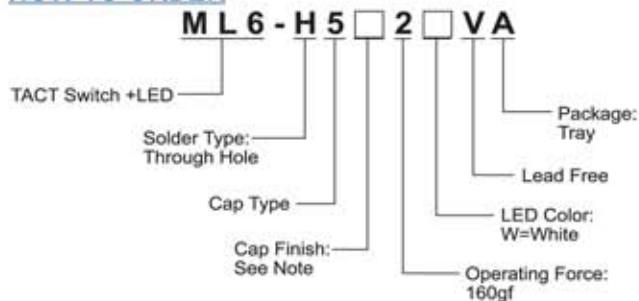 ML6-H5□2□VA
TACT Switch +LED
Package:
Tray
Solder Type:
Through Hole
Lead Free
Cap Type
LED Color:
W=White
Cap Finish:
See Note
Operating Force:
160gf